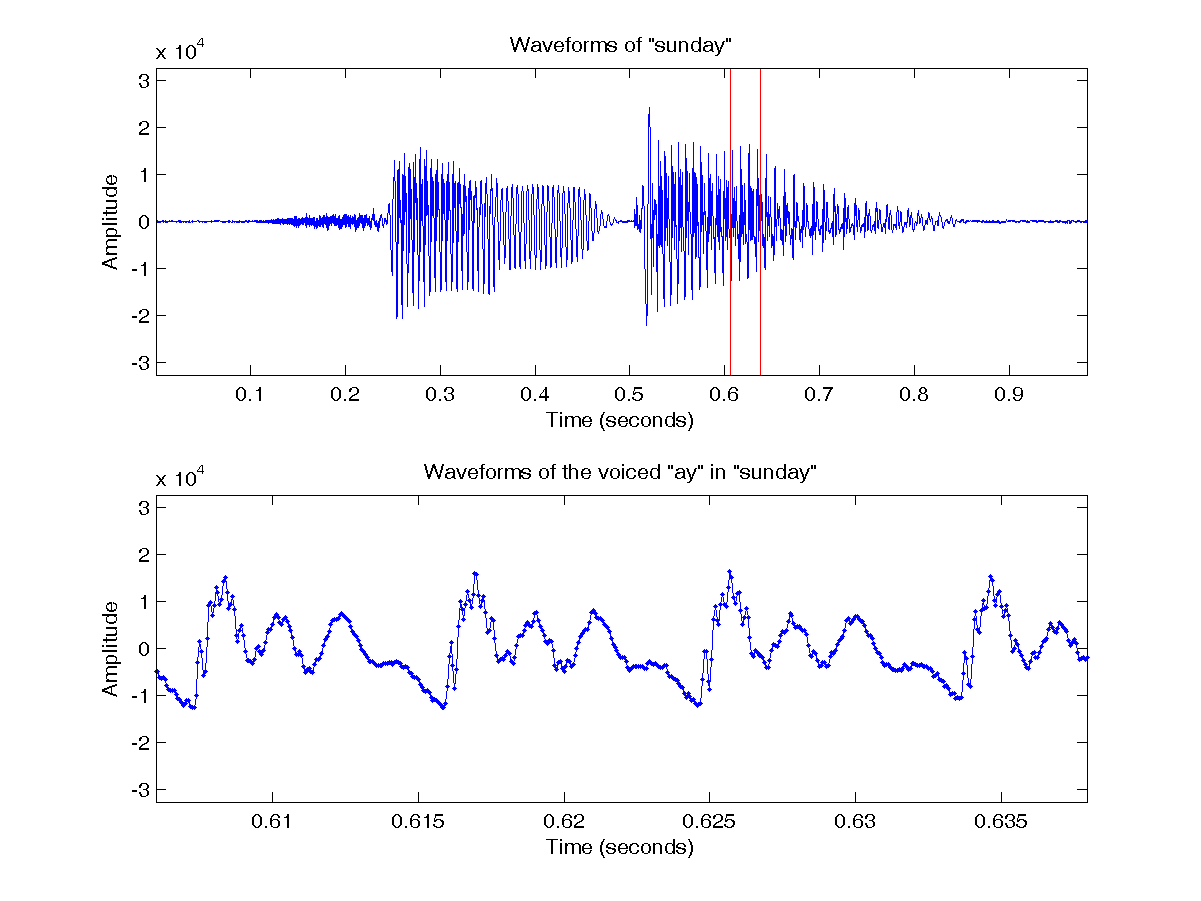 Waveforms of "sunday"
x 10^4
3
2
1
0
-1
-2
-3
Amplitude
0.1 0.2 0.3 0.4 0.5 0.6 0.7 0.8 0.9
Time (seconds)
Waveforms of the voiced "ay" in "sunday"
x 10^4
3
2
1
0
-1
-2
-3
Amplitude
0.61 0.615 0.62 0.625 0.63 0.635
Time (seconds)